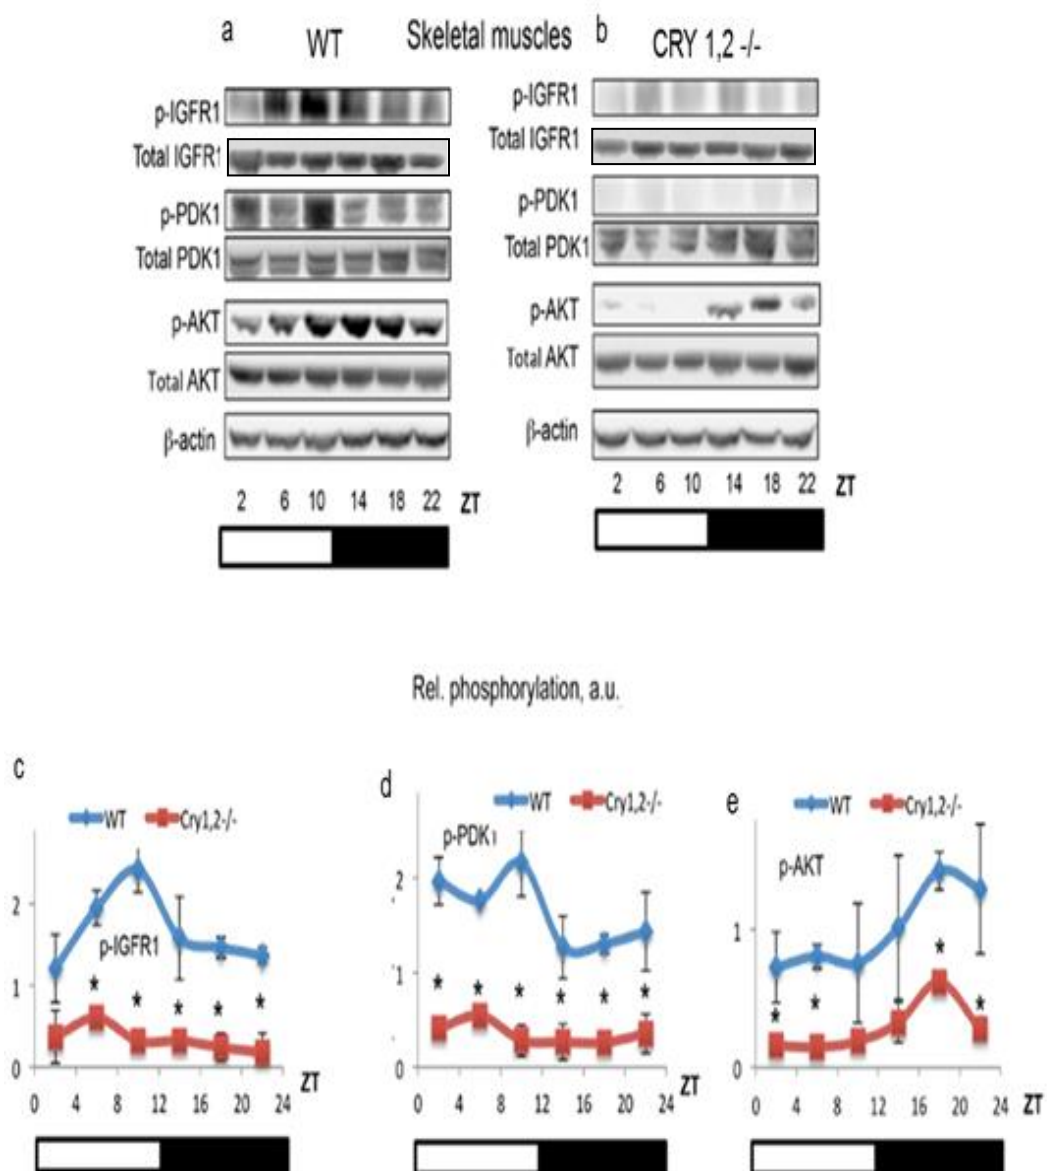 a WT Skeletal muscles b CRY 1,2 -/-
p-IGFR1
Total IGFR1
p-PDK1
Total PDK1
p-AKT
Total AKT
β-actin
2 6 10 14 18 22 ZT
p-IGFR1
Total IGFR1
p-PDK1
Total PDK1
p-AKT
Total AKT
β-actin
2 6 10 14 18 22 ZT
Rel. phosphorylation, a.u.
c
WT Cry1,2-/-
p-IGFR1
2
1
0
* * * * *
0 4 8 12 16 20 24 ZT
d
WT Cry1,2-/-
p-PDK1
2
1
0
* * * * * *
0 4 8 12 16 20 24 ZT
e
WT Cry1,2-/-
p-AKT
1
0
* * * *
0 4 8 12 16 20 24 ZT